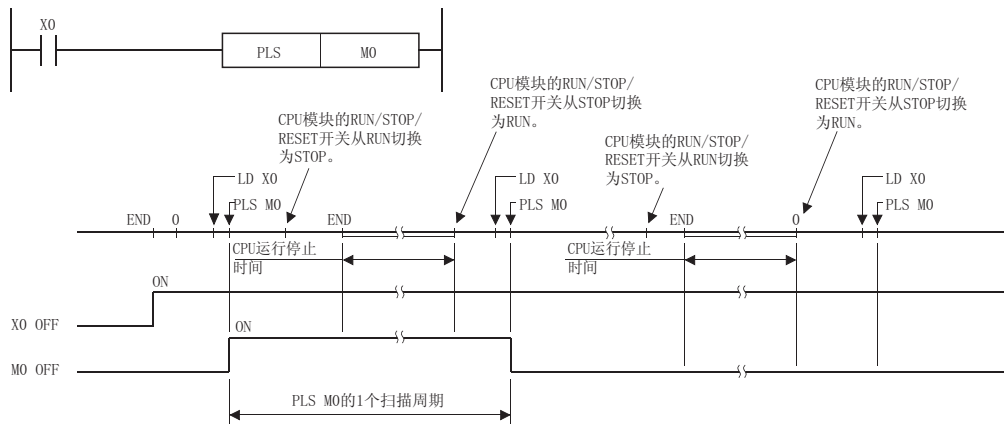 X0
PLS M0
CPU模块的RUN/STOP/
RESET开关从RUN切换
为STOP。
CPU模块的RUN/STOP/
RESET开关从STOP切换
为RUN。
CPU模块的RUN/STOP/
RESET开关从RUN切换
为STOP。
CPU模块的RUN/STOP/
RESET开关从STOP切换
为RUN。
LD X0
PLS M0
LD X0
PLS M0
LD X0
PLS M0
END 0 END END 0
CPU运行停止
时间
CPU运行停止
时间
ON
X0 OFF
ON
M0 OFF
PLS M0的1个扫描周期